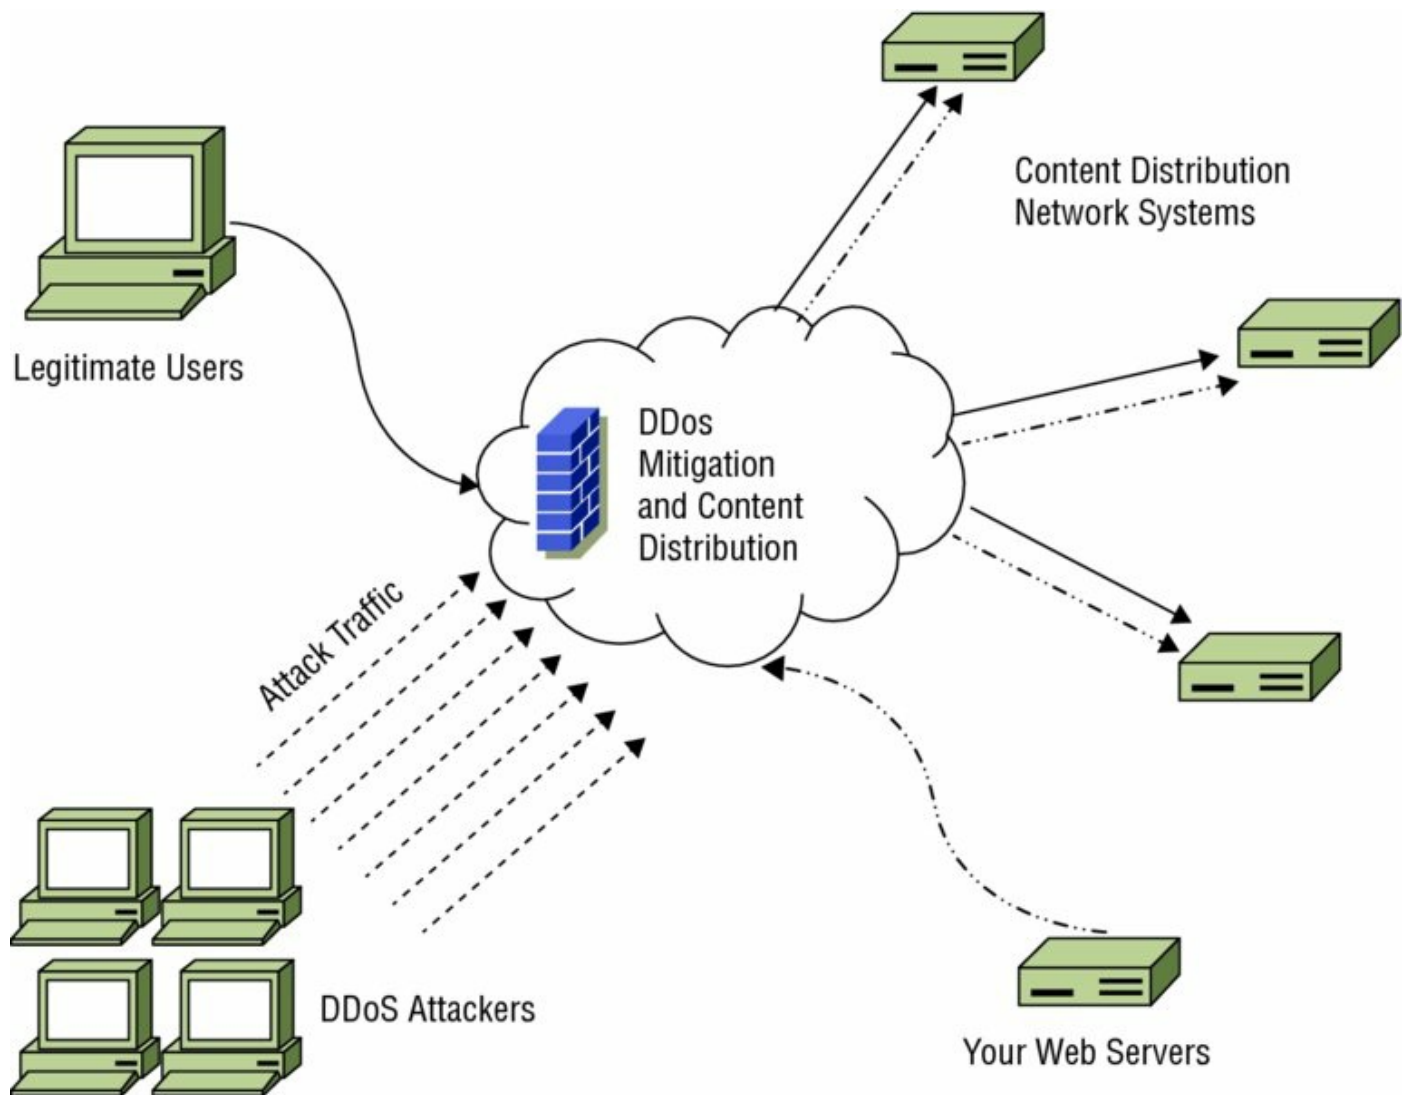 Content Distribution
Network Systems
Legitimate Users
DDos
Mitigation
and Content
Distribution
Attack Traffic
DDoS Attackers
Your Web Servers